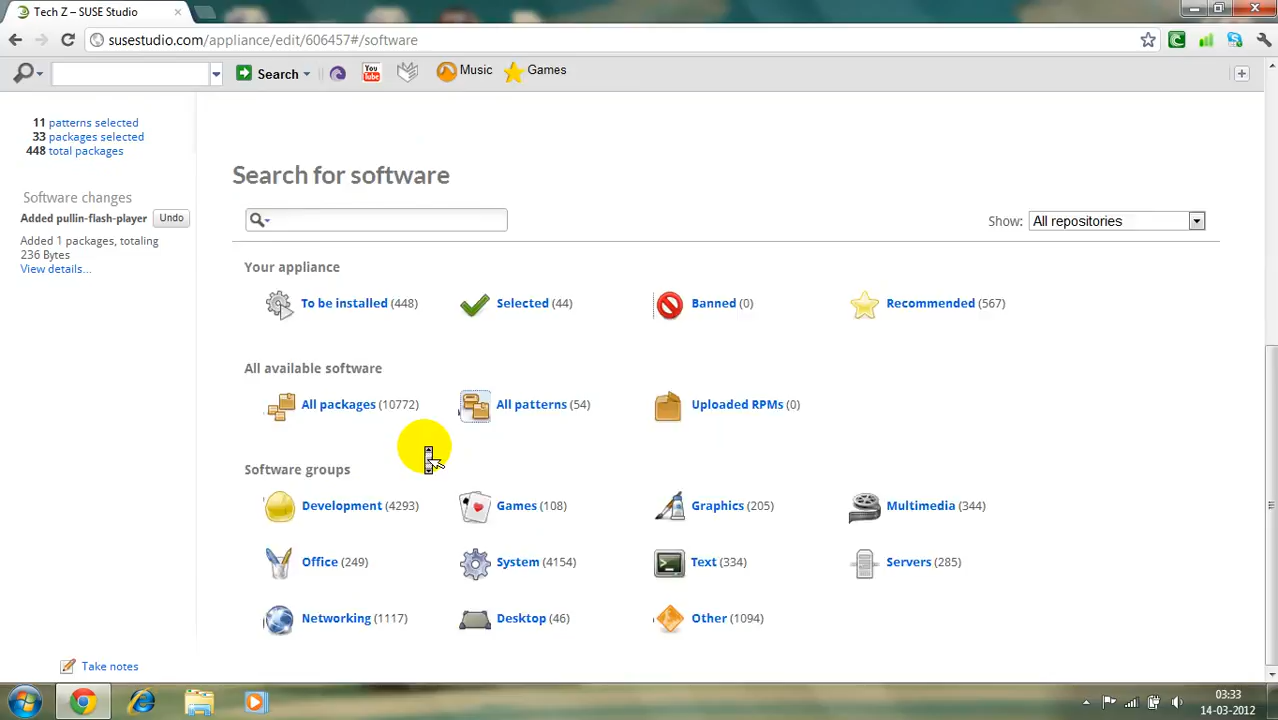 Tech Z – SUSE Studio
susestudio.com/appliance/edit/606457#/software
Search
You Tube
Music
Games
11 patterns selected
33 packages selected
448 total packages
Software changes
Added pullin-flash-player Undo
Added 1 packages, totaling
236 Bytes
View details...
Search for software
Show: All repositories
Your appliance
To be installed (448)
Selected (44)
Banned (0)
Recommended (567)
All available software
All packages (10772)
All patterns (54)
Uploaded RPMs (0)
Software groups
Development (4293)
Games (108)
Graphics (205)
Multimedia (344)
Office (249)
System (4154)
Text (334)
Servers (285)
Networking (1117)
Desktop (46)
Other (1094)
Take notes
03:33
14-03-2012